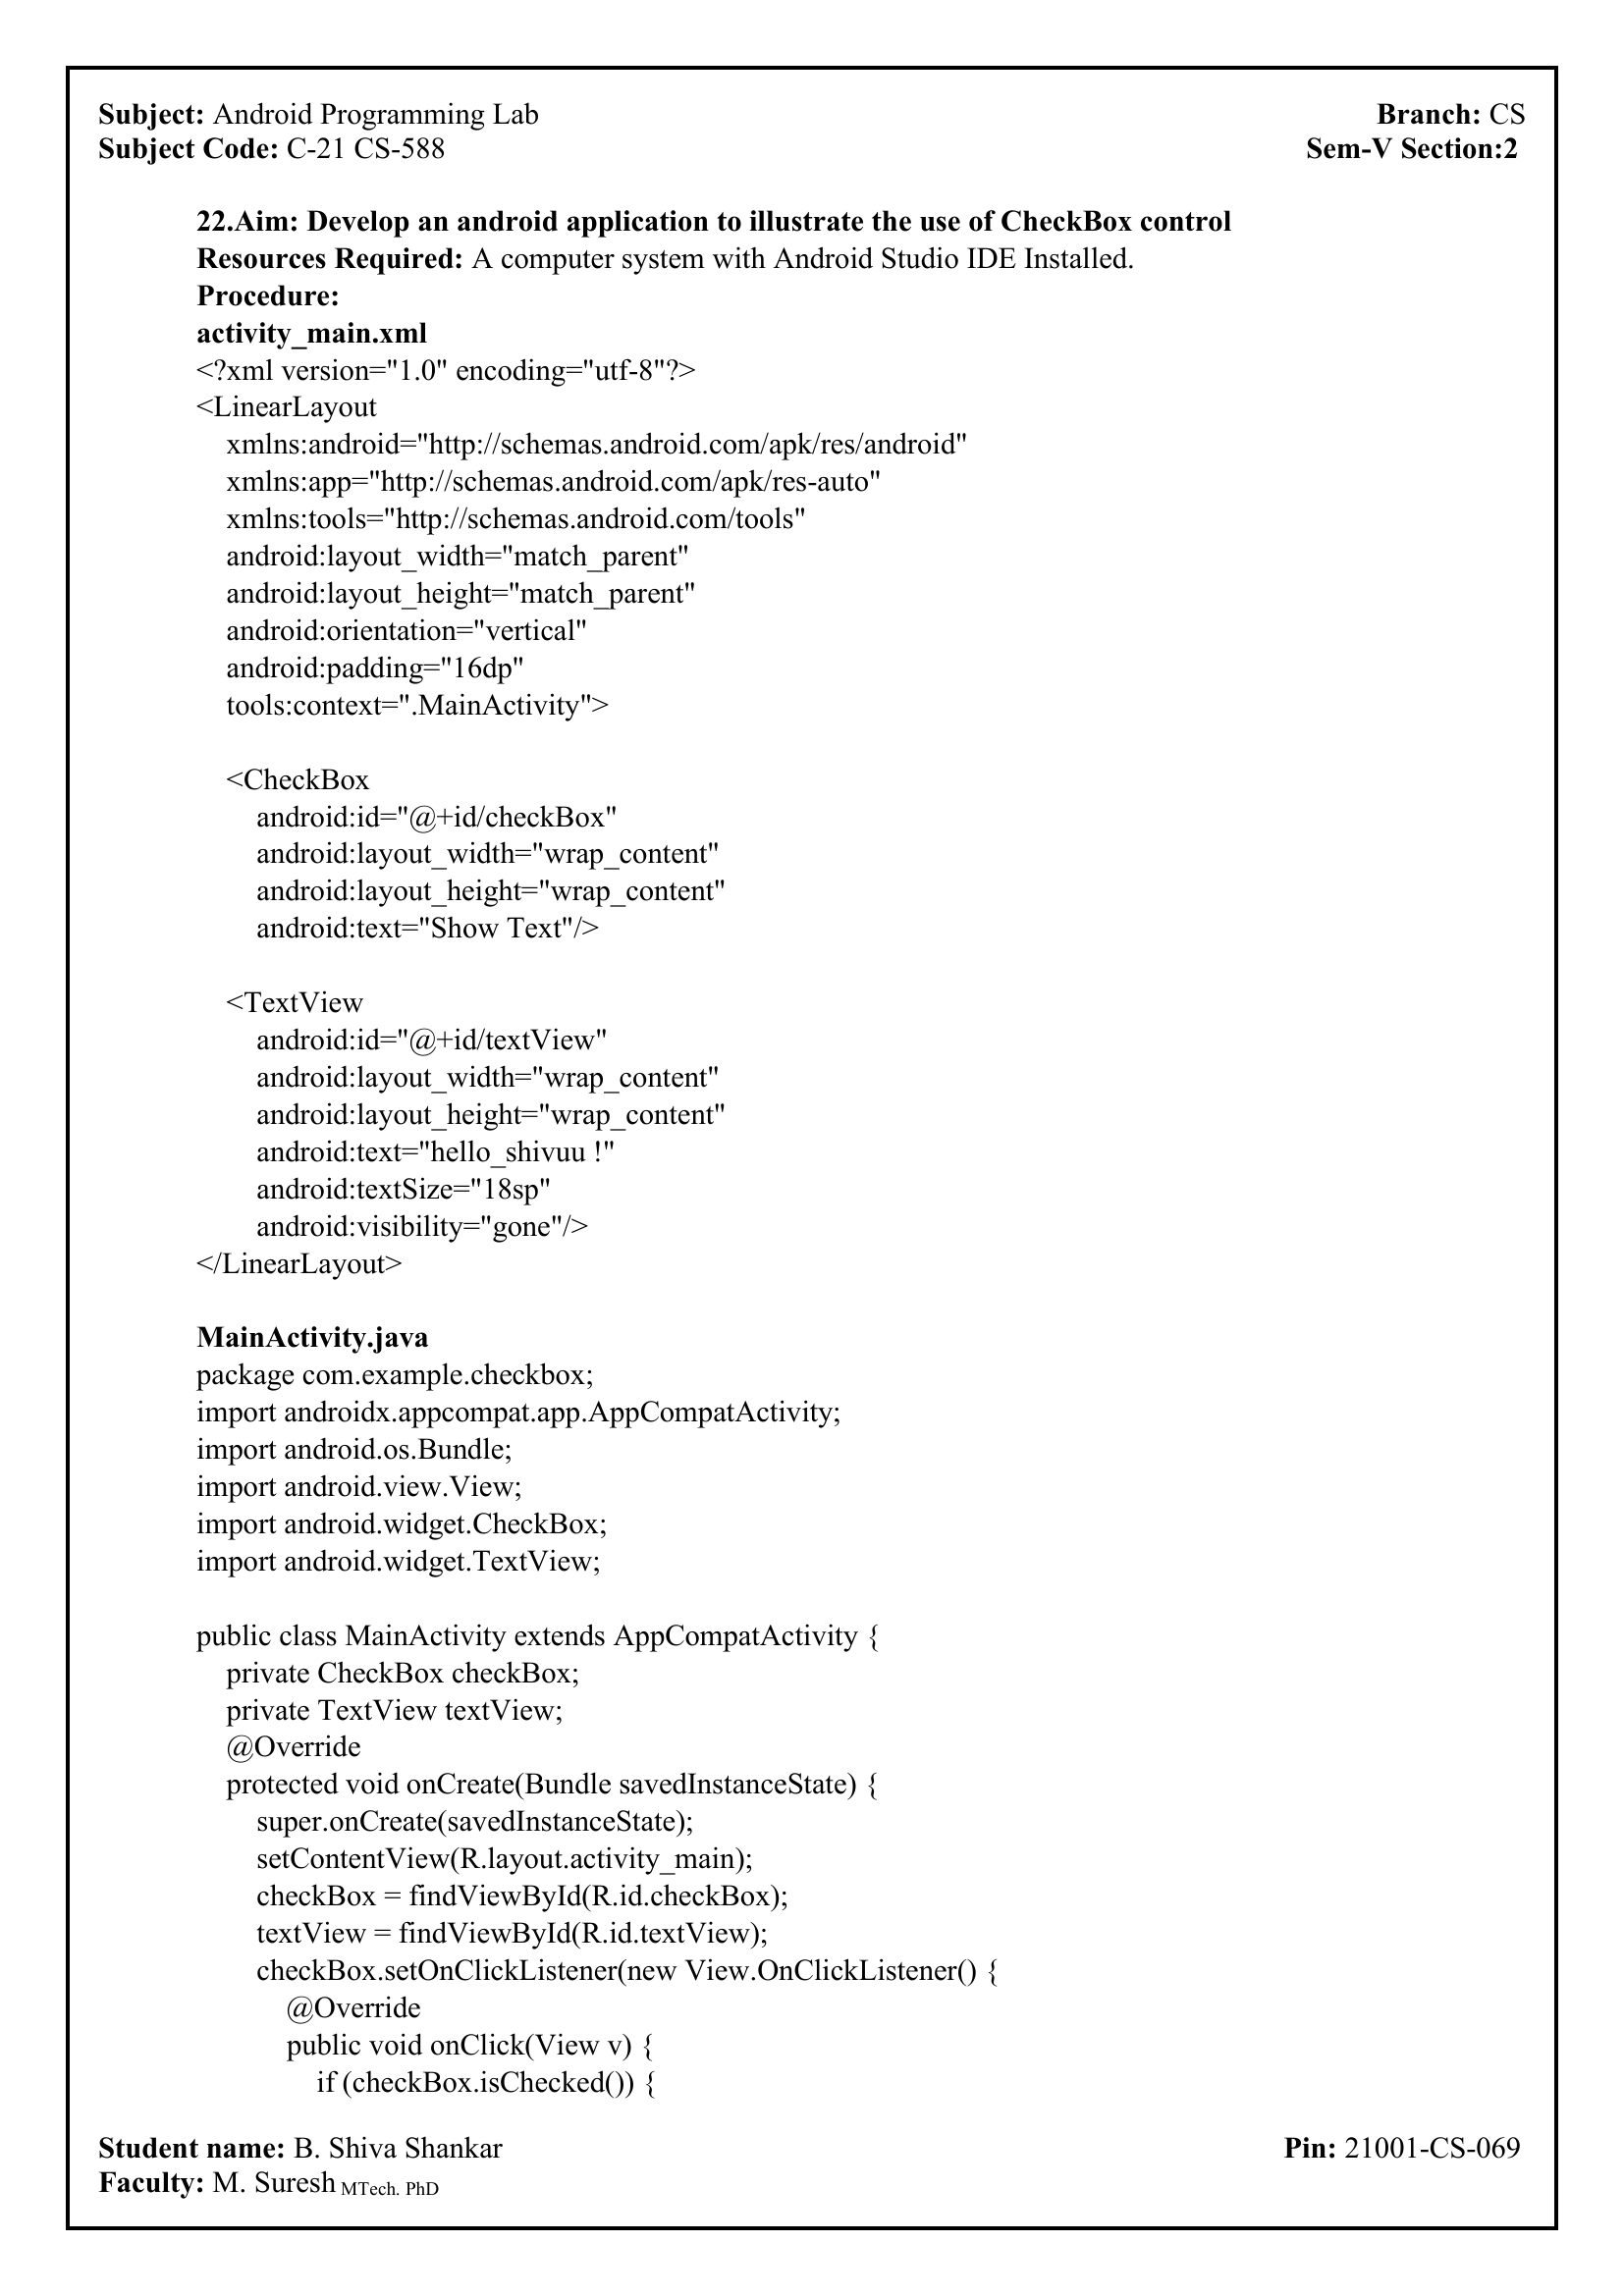 Subject: Android Programming Lab Branch: CS
Subject Code: C-21 CS-588 Sem-V Section:2
22.Aim: Develop an android application to illustrate the use of CheckBox control
Resources Required: A computer system with Android Studio IDE Installed.
Procedure:
activity_main.xml
<?xml version="1.0" encoding="utf-8"?>
<LinearLayout
xmlns:android="http://schemas.android.com/apk/res/android"
xmlns:app="http://schemas.android.com/apk/res-auto"
xmlns:tools="http://schemas.android.com/tools"
android:layout_width="match_parent"
android:layout_height="match_parent"
android:orientation="vertical"
android:padding="16dp"
tools:context=".MainActivity">
<CheckBox
android:id="@+id/checkBox"
android:layout_width="wrap_content"
android:layout_height="wrap_content"
android:text="Show Text"/>
<TextView
android:id="@+id/textView"
android:layout_width="wrap_content"
android:layout_height="wrap_content"
android:text="hello_shivuu !"
android:textSize="18sp"
android:visibility="gone"/>
</LinearLayout>
MainActivity.java
package com.example.checkbox;
import androidx.appcompat.app.AppCompatActivity;
import android.os.Bundle;
import android.view.View;
import android.widget.CheckBox;
import android.widget.TextView;
public class MainActivity extends AppCompatActivity {
private CheckBox checkBox;
private TextView textView;
@Override
protected void onCreate(Bundle savedInstanceState) {
super.onCreate(savedInstanceState);
setContentView(R.layout.activity_main);
checkBox = findViewById(R.id.checkBox);
textView = findViewById(R.id.textView);
checkBox.setOnClickListener(new View.OnClickListener() {
@Override
public void onClick(View v) {
if (checkBox.isChecked()) {
Student name: B. Shiva Shankar Pin: 21001-CS-069
Faculty: M. Suresh MTech. PhD